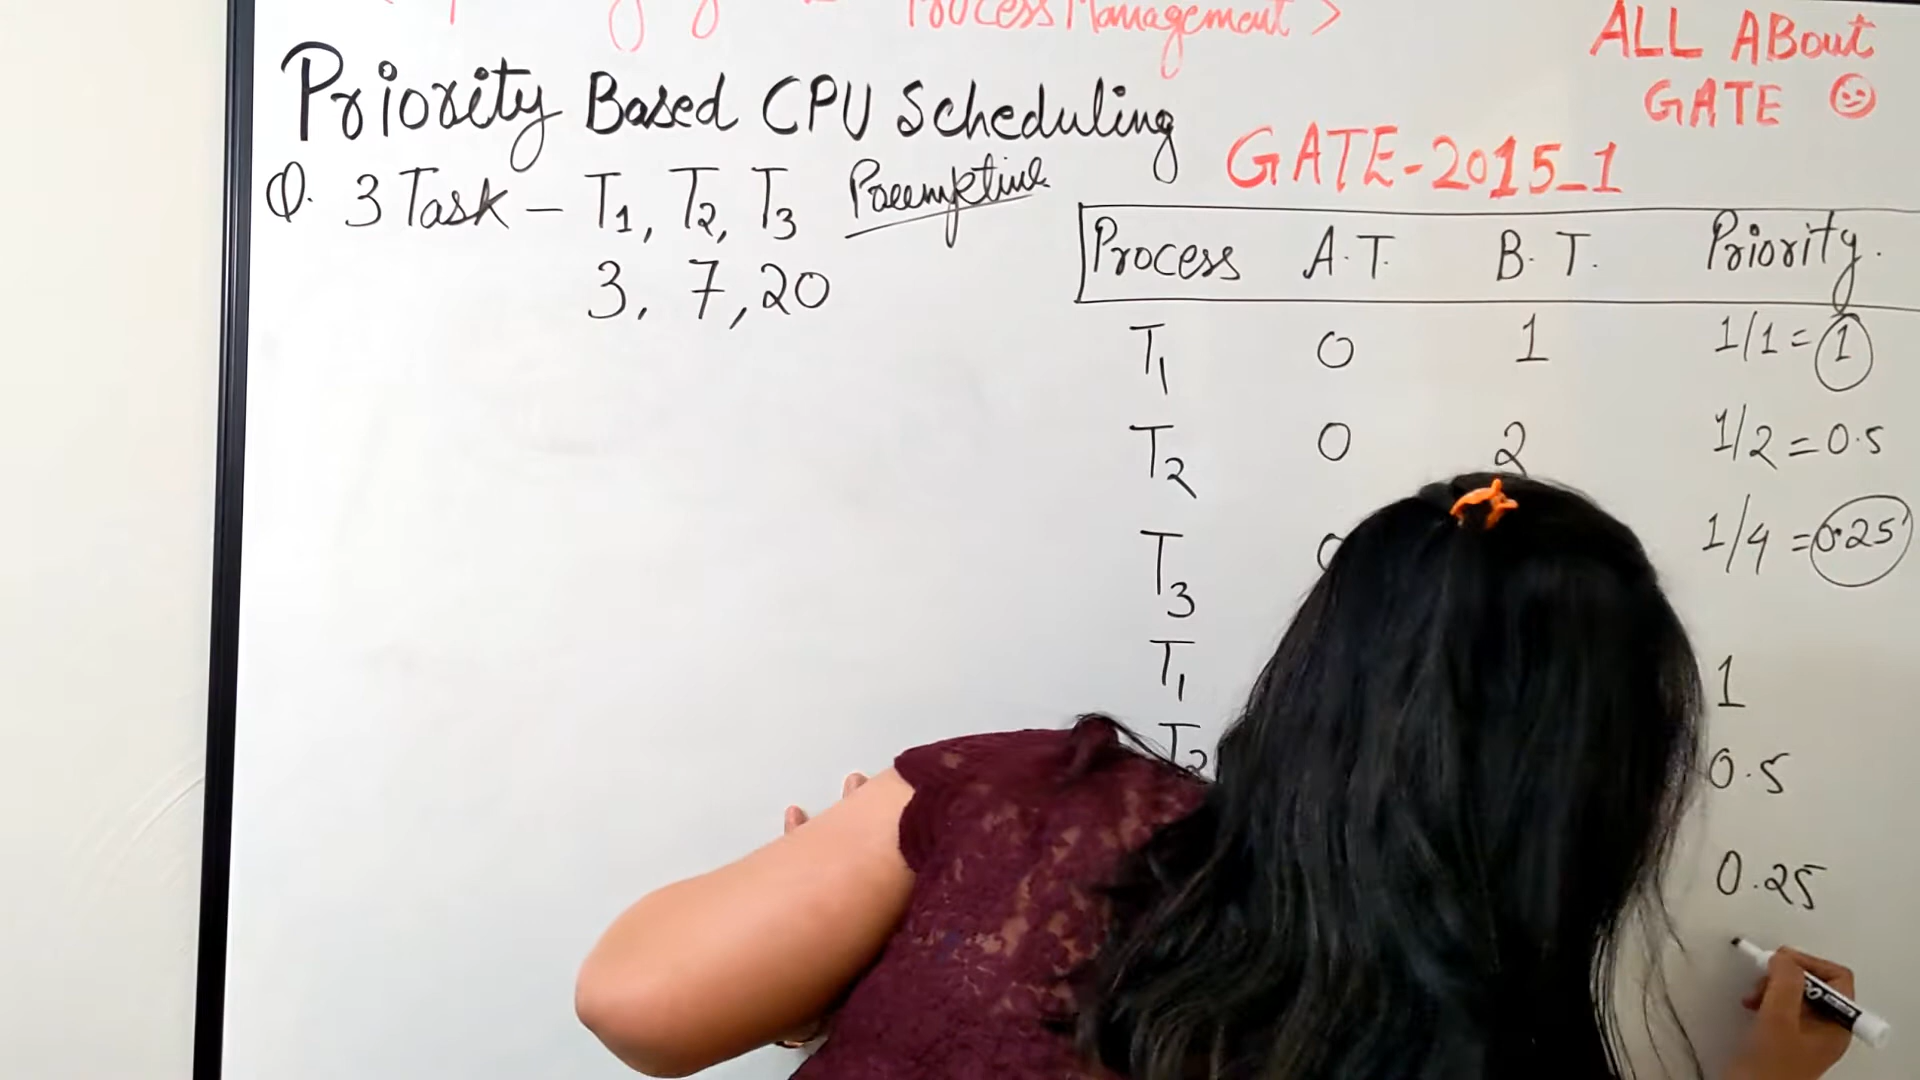 Process Management >
ALL ABout
GATE
Priority Based CPU Scheduling
GATE-2015_1
Q. 3 Task - T1, T2, T3 Preemptive
3, 7, 20
Process A.T. B.T. Priority.
T1 0 1 1/1 = 1
T2 0 2 1/2 = 0.5
T3 0 1/4 = 0.25
T1 1
T2 0.5
0.25